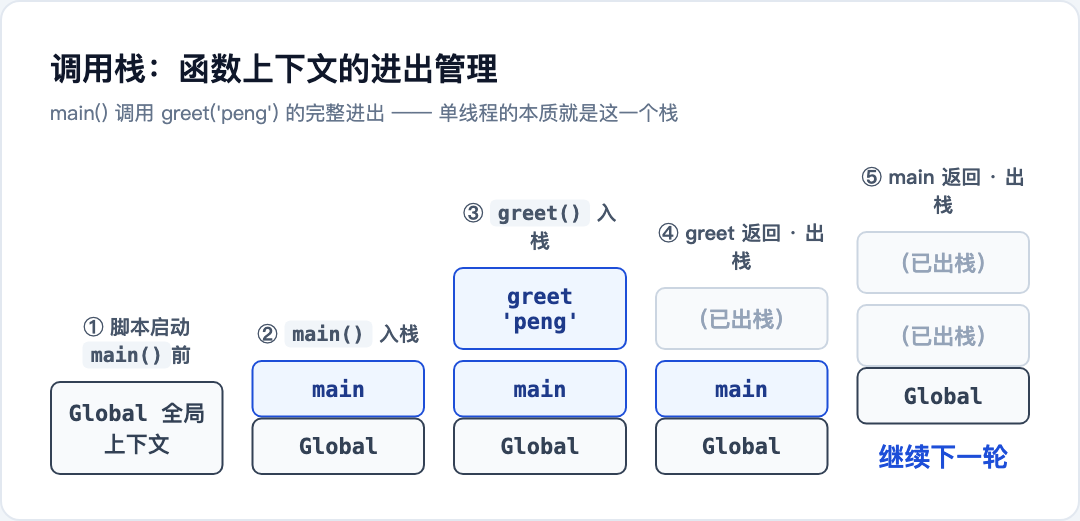 调用栈：函数上下文的进出管理
main() 调用 greet('peng') 的完整进出 —— 单线程的本质就是这一个栈
① 脚本启动
main() 前
Global 全局
上下文
② main() 入栈
main
Global
③ greet() 入
栈
greet
'peng'
main
Global
④ greet 返回 · 出
栈
（已出栈）
main
Global
⑤ main 返回 · 出
栈
（已出栈）
（已出栈）
Global
继续下一轮